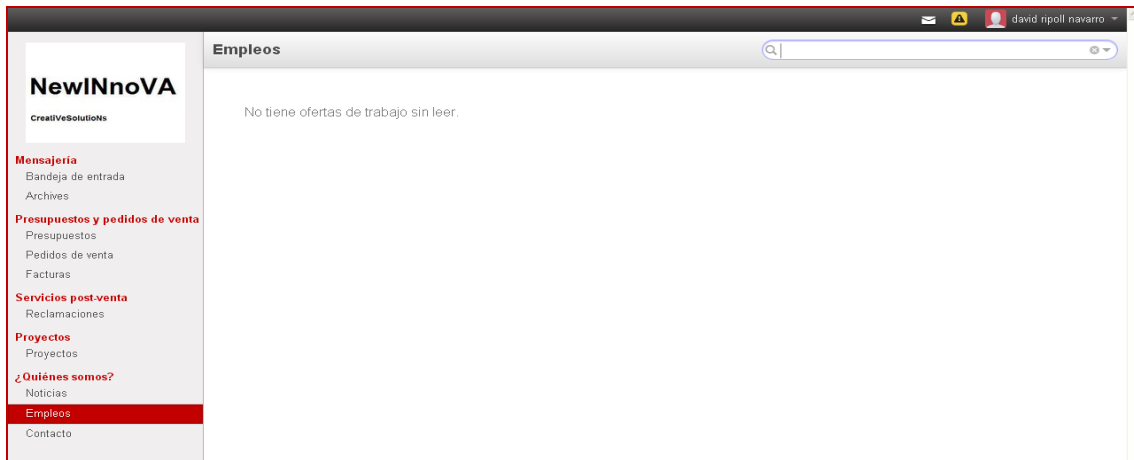 david ripoll navarro
NewINnoVA
CreatiVeSolutioNs
Empleos
No tiene ofertas de trabajo sin leer.
Mensajería
Bandeja de entrada
Archives
Presupuestos y pedidos de venta
Presupuestos
Pedidos de venta
Facturas
Servicios post-venta
Reclamaciones
Proyectos
Proyectos
¿Quiénes somos?
Noticias
Empleos
Contacto